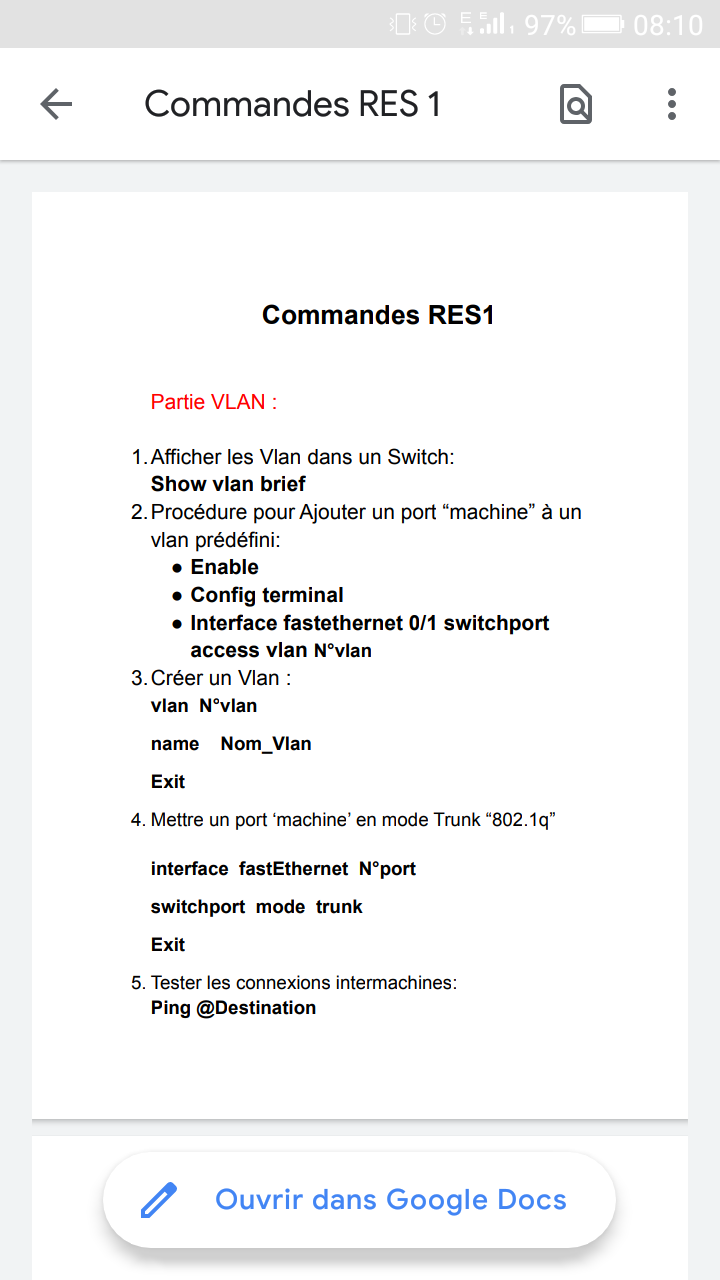 97% 08:10
Commandes RES 1
Commandes RES1
Partie VLAN :
1. Afficher les Vlan dans un Switch:
Show vlan brief
2. Procédure pour Ajouter un port “machine” à un
vlan prédéfini:
● Enable
● Config terminal
● Interface fastethernet 0/1 switchport
access vlan N°vlan
3. Créer un Vlan :
vlan N°vlan
name Nom_Vlan
Exit
4. Mettre un port ‘machine’ en mode Trunk “802.1q”
interface fastEthernet N°port
switchport mode trunk
Exit
5. Tester les connexions intermachines:
Ping @Destination
Ouvrir dans Google Docs